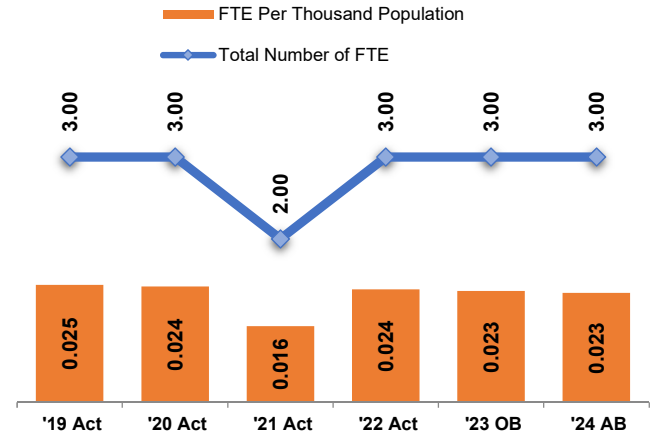 FTE Per Thousand Population
Total Number of FTE
3.00 3.00 2.00 3.00 3.00 3.00
0.025 0.024 0.016 0.024 0.023 0.023
'19 Act '20 Act '21 Act '22 Act '23 OB '24 AB